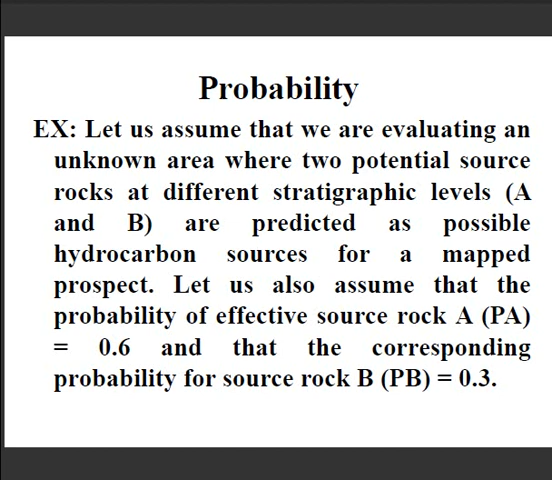 Probability
EX: Let us assume that we are evaluating an
unknown area where two potential source
rocks at different stratigraphic levels (A
and B) are predicted as possible
hydrocarbon sources for a mapped
prospect. Let us also assume that the
probability of effective source rock A (PA)
= 0.6 and that the corresponding
probability for source rock B (PB) = 0.3.